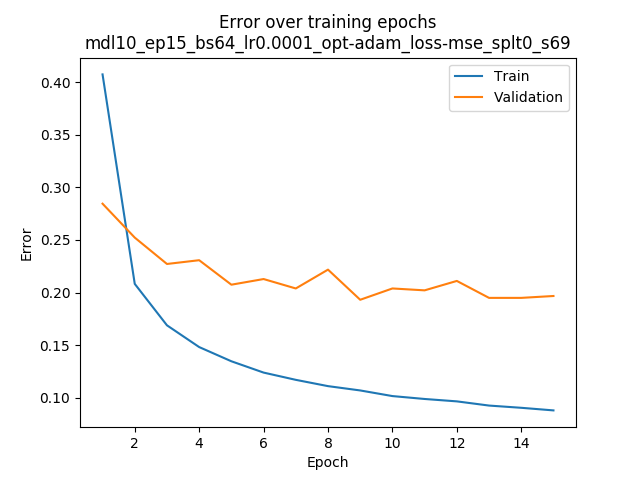 Error over training epochs
mdl10_ep15_bs64_lr0.0001_opt-adam_loss-mse_splt0_s69
Train
Validation
0.40
0.35
0.30
0.25
0.20
0.15
0.10
Error
2 4 6 8 10 12 14
Epoch